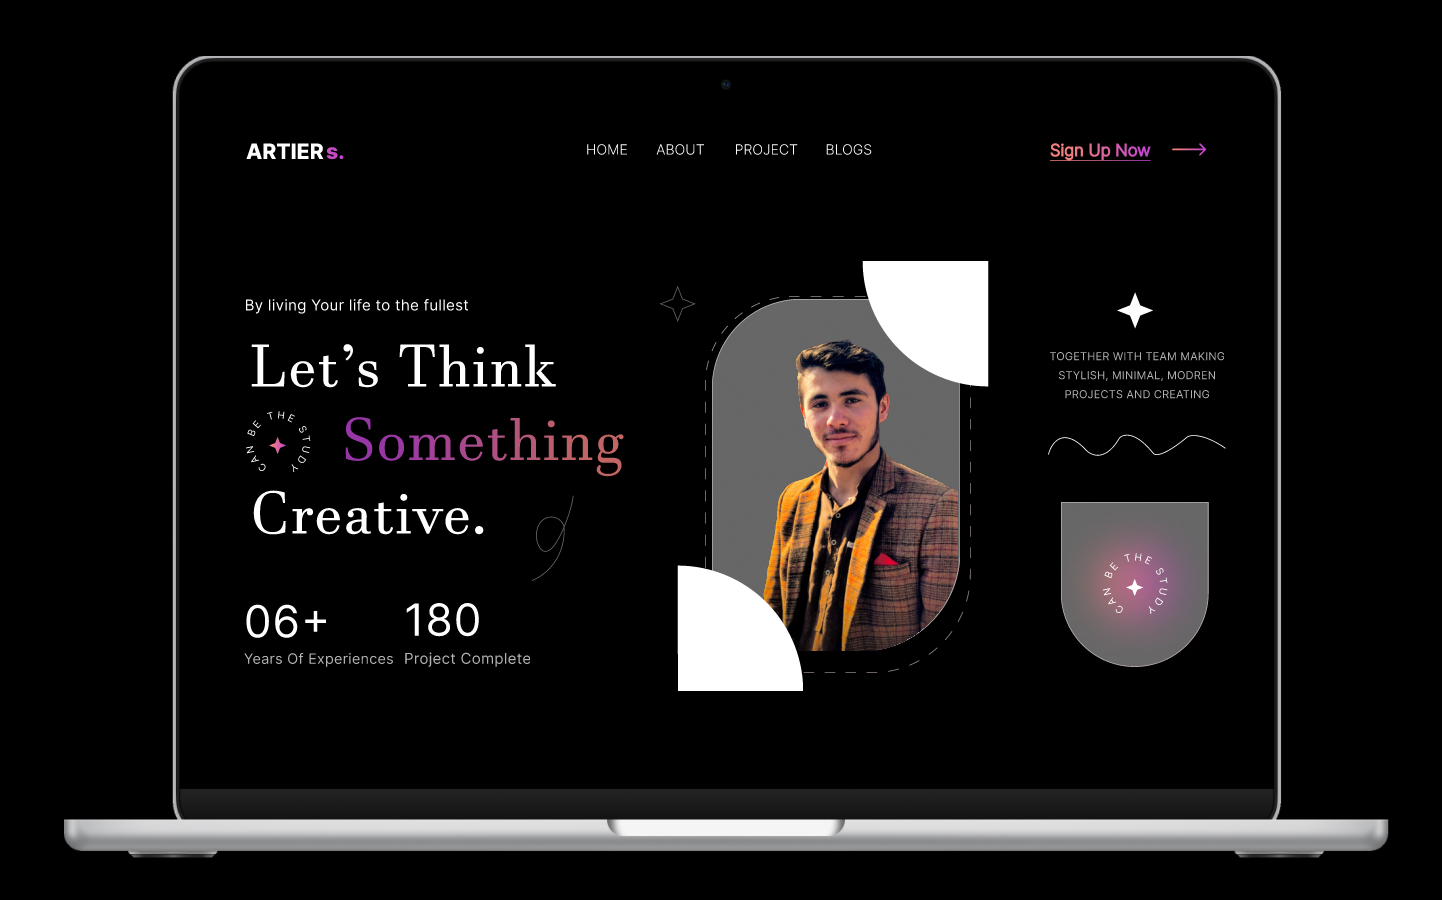 ARTIERs.
HOME ABOUT PROJECT BLOGS
Sign Up Now
By living Your life to the fullest
Let's Think
CAN BE THE STUDY
Something
Creative.
06+
Years Of Experiences
180
Project Complete
TOGETHER WITH TEAM MAKING
STYLISH, MINIMAL, MODREN
PROJECTS AND CREATING
CAN BE THE STUDY